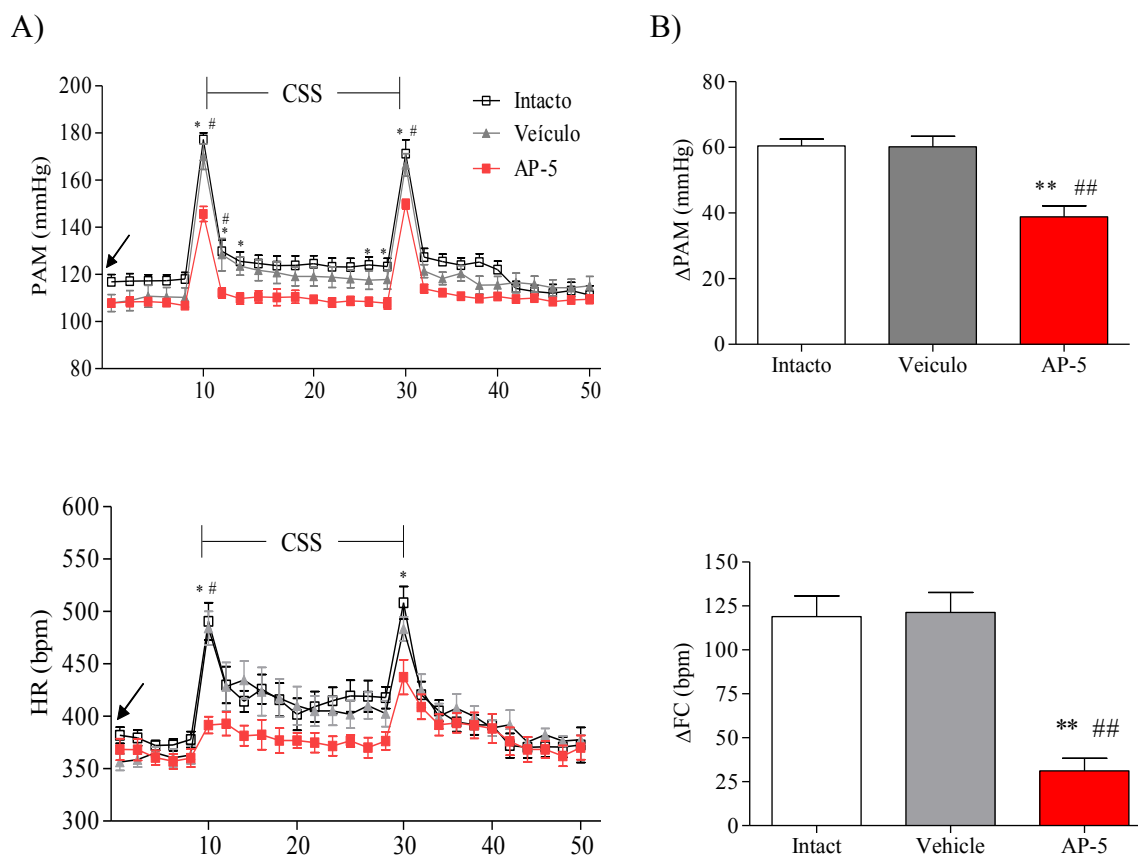 A)
B)
200
180
160
140
120
100
80
PAM (mmHg)
CSS
Intacto
Veículo
AP-5
* #
* #
#
*
*
* *
10 20 30 40 50
80
60
40
20
0
ΔPAM (mmHg)
** ##
Intacto Veiculo AP-5
600
550
500
450
400
350
300
HR (bpm)
CSS
* #
*
10 20 30 40 50
150
125
100
75
50
25
0
ΔFC (bpm)
** ##
Intact Vehicle AP-5